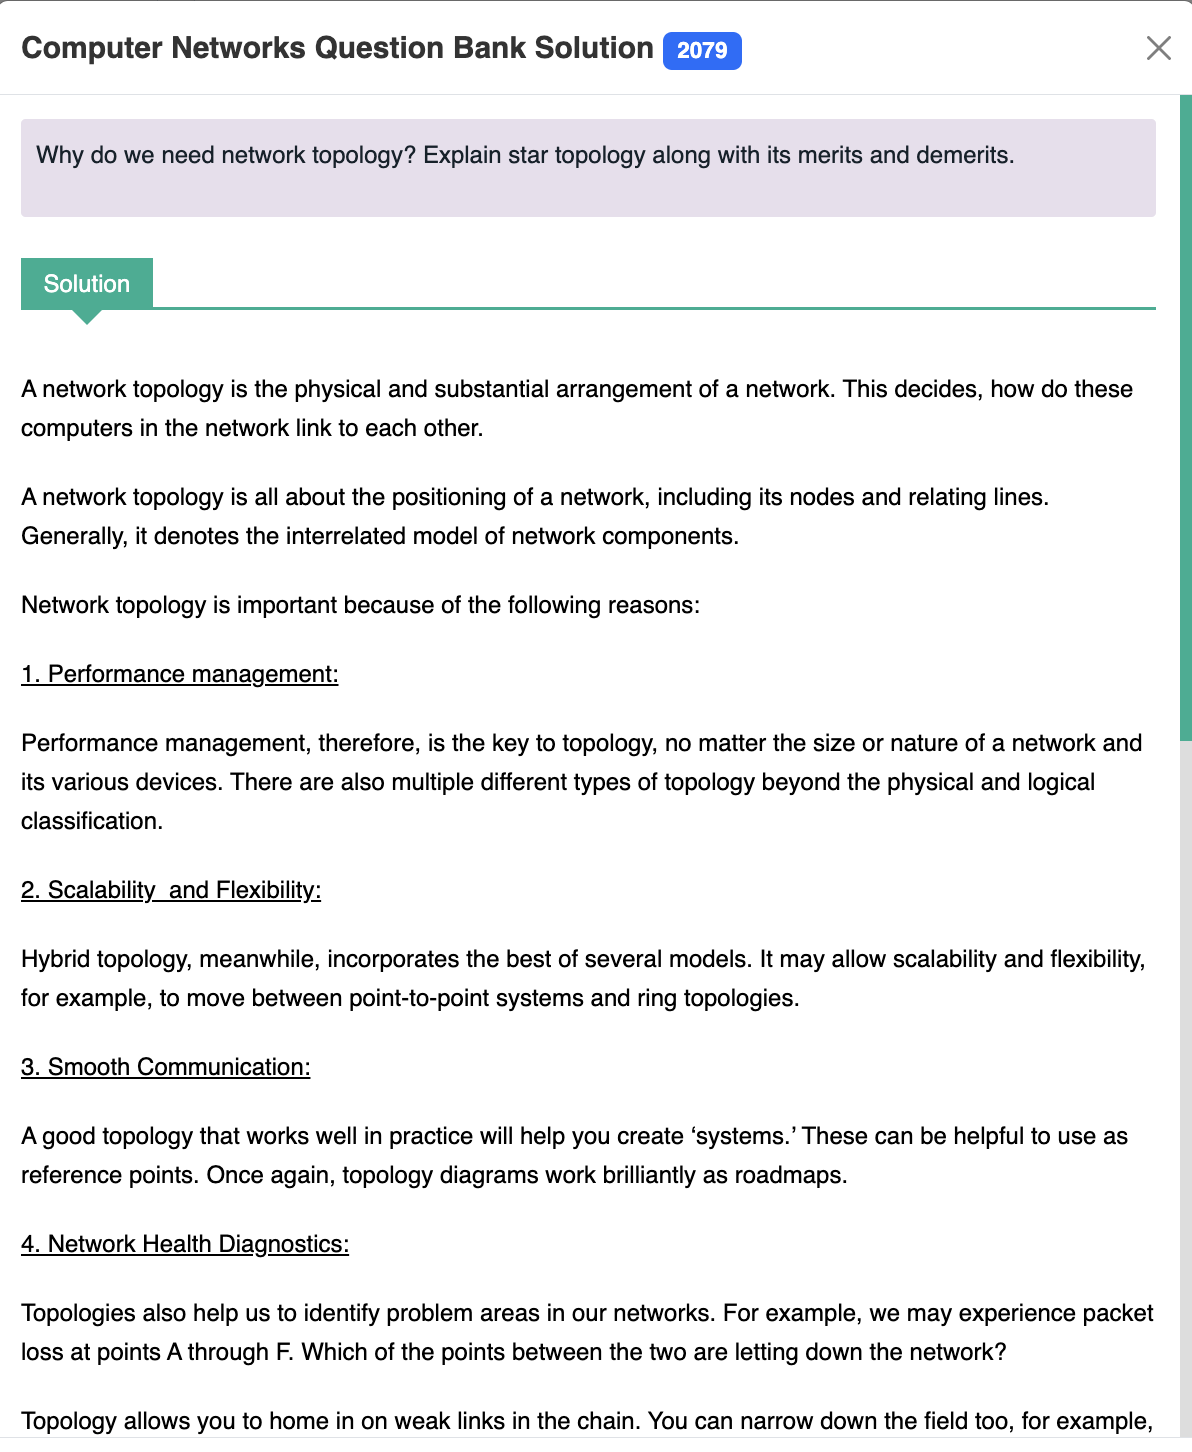 Computer Networks Question Bank Solution 2079
Why do we need network topology? Explain star topology along with its merits and demerits.
Solution
A network topology is the physical and substantial arrangement of a network. This decides, how do these
computers in the network link to each other.
A network topology is all about the positioning of a network, including its nodes and relating lines.
Generally, it denotes the interrelated model of network components.
Network topology is important because of the following reasons:
1. Performance management:
Performance management, therefore, is the key to topology, no matter the size or nature of a network and
its various devices. There are also multiple different types of topology beyond the physical and logical
classification.
2. Scalability  and Flexibility:
Hybrid topology, meanwhile, incorporates the best of several models. It may allow scalability and flexibility,
for example, to move between point-to-point systems and ring topologies.
3. Smooth Communication:
A good topology that works well in practice will help you create ‘systems.’ These can be helpful to use as
reference points. Once again, topology diagrams work brilliantly as roadmaps.
4. Network Health Diagnostics:
Topologies also help us to identify problem areas in our networks. For example, we may experience packet
loss at points A through F. Which of the points between the two are letting down the network?
Topology allows you to home in on weak links in the chain. You can narrow down the field too, for example,